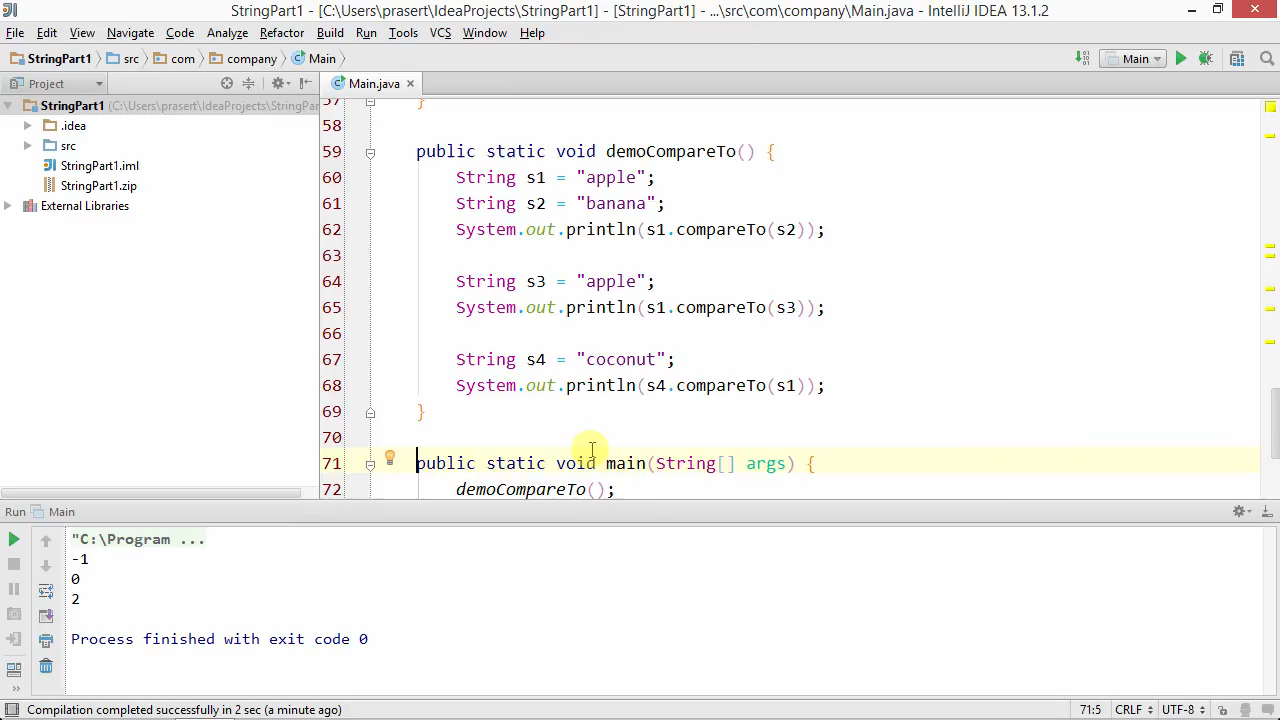 StringPart1 - [C:\Users\prasert\IdeaProjects\StringPart1] - [StringPart1] - ...\src\com\company\Main.java - IntelliJ IDEA 13.1.2
File Edit View Navigate Code Analyze Refactor Build Run Tools VCS Window Help
StringPart1 src com company Main Main
Project
StringPart1 (C:\Users\prasert\IdeaProjects\StringPart
.idea
src
StringPart1.iml
StringPart1.zip
External Libraries
Main.java
57 }
58
59 public static void demoCompareTo() {
60 String s1 = "apple";
61 String s2 = "banana";
62 System.out.println(s1.compareTo(s2));
63
64 String s3 = "apple";
65 System.out.println(s1.compareTo(s3));
66
67 String s4 = "coconut";
68 System.out.println(s4.compareTo(s1));
69 }
70
71 public static void main(String[] args) {
72 demoCompareTo();
Run Main
"C:\Program ...
-1
0
2
Process finished with exit code 0
Compilation completed successfully in 2 sec (a minute ago) 71:5 CRLF UTF-8